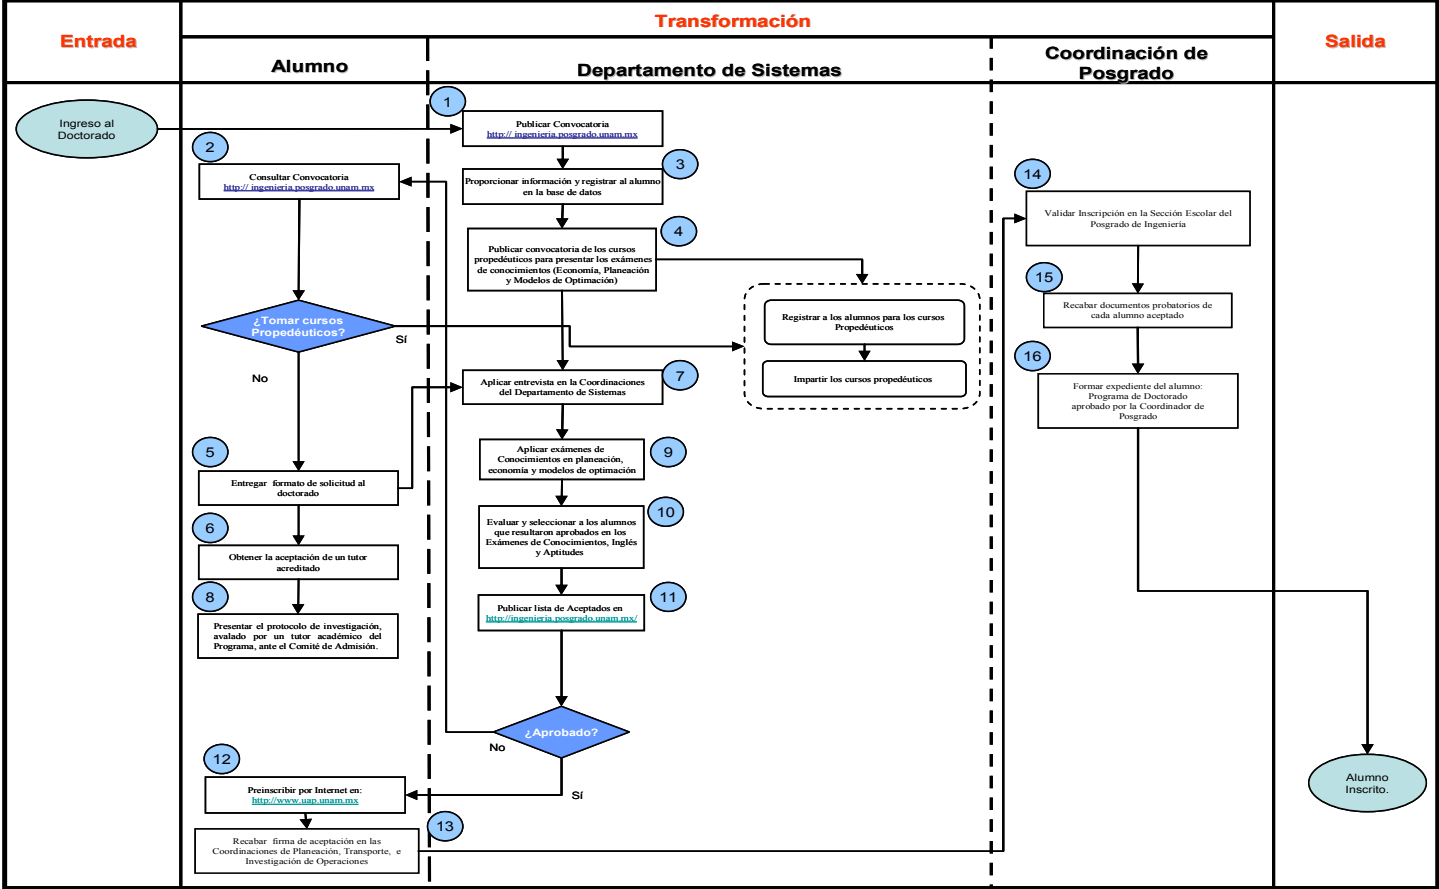 Entrada
Transformación
Salida
Alumno
Departamento de Sistemas
Coordinación de
Posgrado
Ingreso al
Doctorado
1
Publicar Convocatoria
http:// ingenieria.posgrado.unam.mx
2
Consultar Convocatoria
http:// ingenieria.posgrado.unam.mx
3
Proporcionar información y registrar al alumno
en la base de datos
4
Publicar convocatoria de los cursos
propedéuticos para presentar los exámenes
de conocimientos (Economía, Planeación
y Modelos de Optimación)
¿Tomar cursos
Propedéuticos?
Sí
No
Registrar a los alumnos para los cursos
Propedéuticos
Impartir los cursos propedéuticos
7
Aplicar entrevista en la Coordinaciones
del Departamento de Sistemas
5
Entregar formato de solicitud al
doctorado
6
Obtener la aceptación de un tutor
acreditado
8
Presentar el protocolo de investigación,
avalado por un tutor académico del
Programa, ante el Comité de Admisión.
9
Aplicar exámenes de
Conocimientos en planeación,
economía y modelos de optimación
10
Evaluar y seleccionar a los alumnos
que resultaron aprobados en los
Exámenes de Conocimientos, Inglés
y Aptitudes
11
Publicar lista de Aceptados en
http://ingenieria.posgrado.unam.mx/
¿Aprobado?
No
Sí
12
Preinscribir por Internet en:
http://www.uap.unam.mx
13
Recabar firma de aceptación en las
Coordinaciones de Planeación, Transporte, e
Investigación de Operaciones
14
Validar Inscripción en la Sección Escolar del
Posgrado de Ingeniería
15
Recabar documentos probatorios de
cada alumno aceptado
16
Formar expediente del alumno:
Programa de Doctorado
aprobado por la Coordinador de
Posgrado
Alumno
Inscrito.